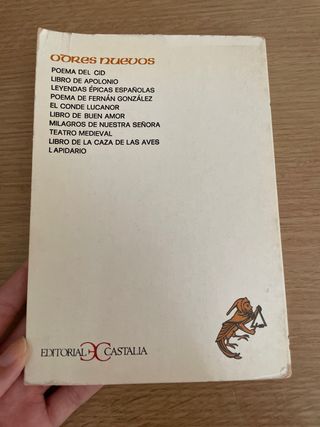 ODRES NUEVOS
POEMA DEL CID
LIBRO DE APOLONIO
LEYENDAS ÉPICAS ESPAÑOLAS
POEMA DE FERNÁN GONZÁLEZ
EL CONDE LUCANOR
LIBRO DE BUEN AMOR
MILAGROS DE NUESTRA SEÑORA
TEATRO MEDIEVAL
LIBRO DE LA CAZA DE LAS AVES
LAPIDARIO
EDITORIAL CASTALIA